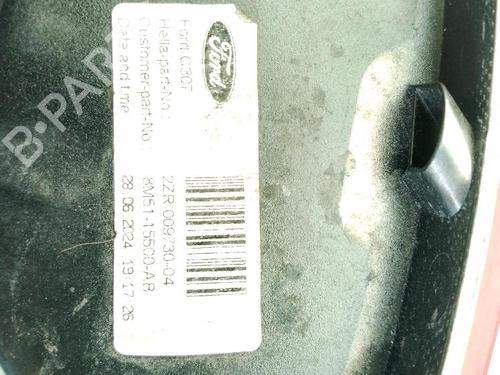 Ford
Ford C307
Hella part-No.: 2ZR 009730-04
Customer-part-No.: 8M51-15500-AB
Date and time 28.06.2034 19:17:26
B-PARTS